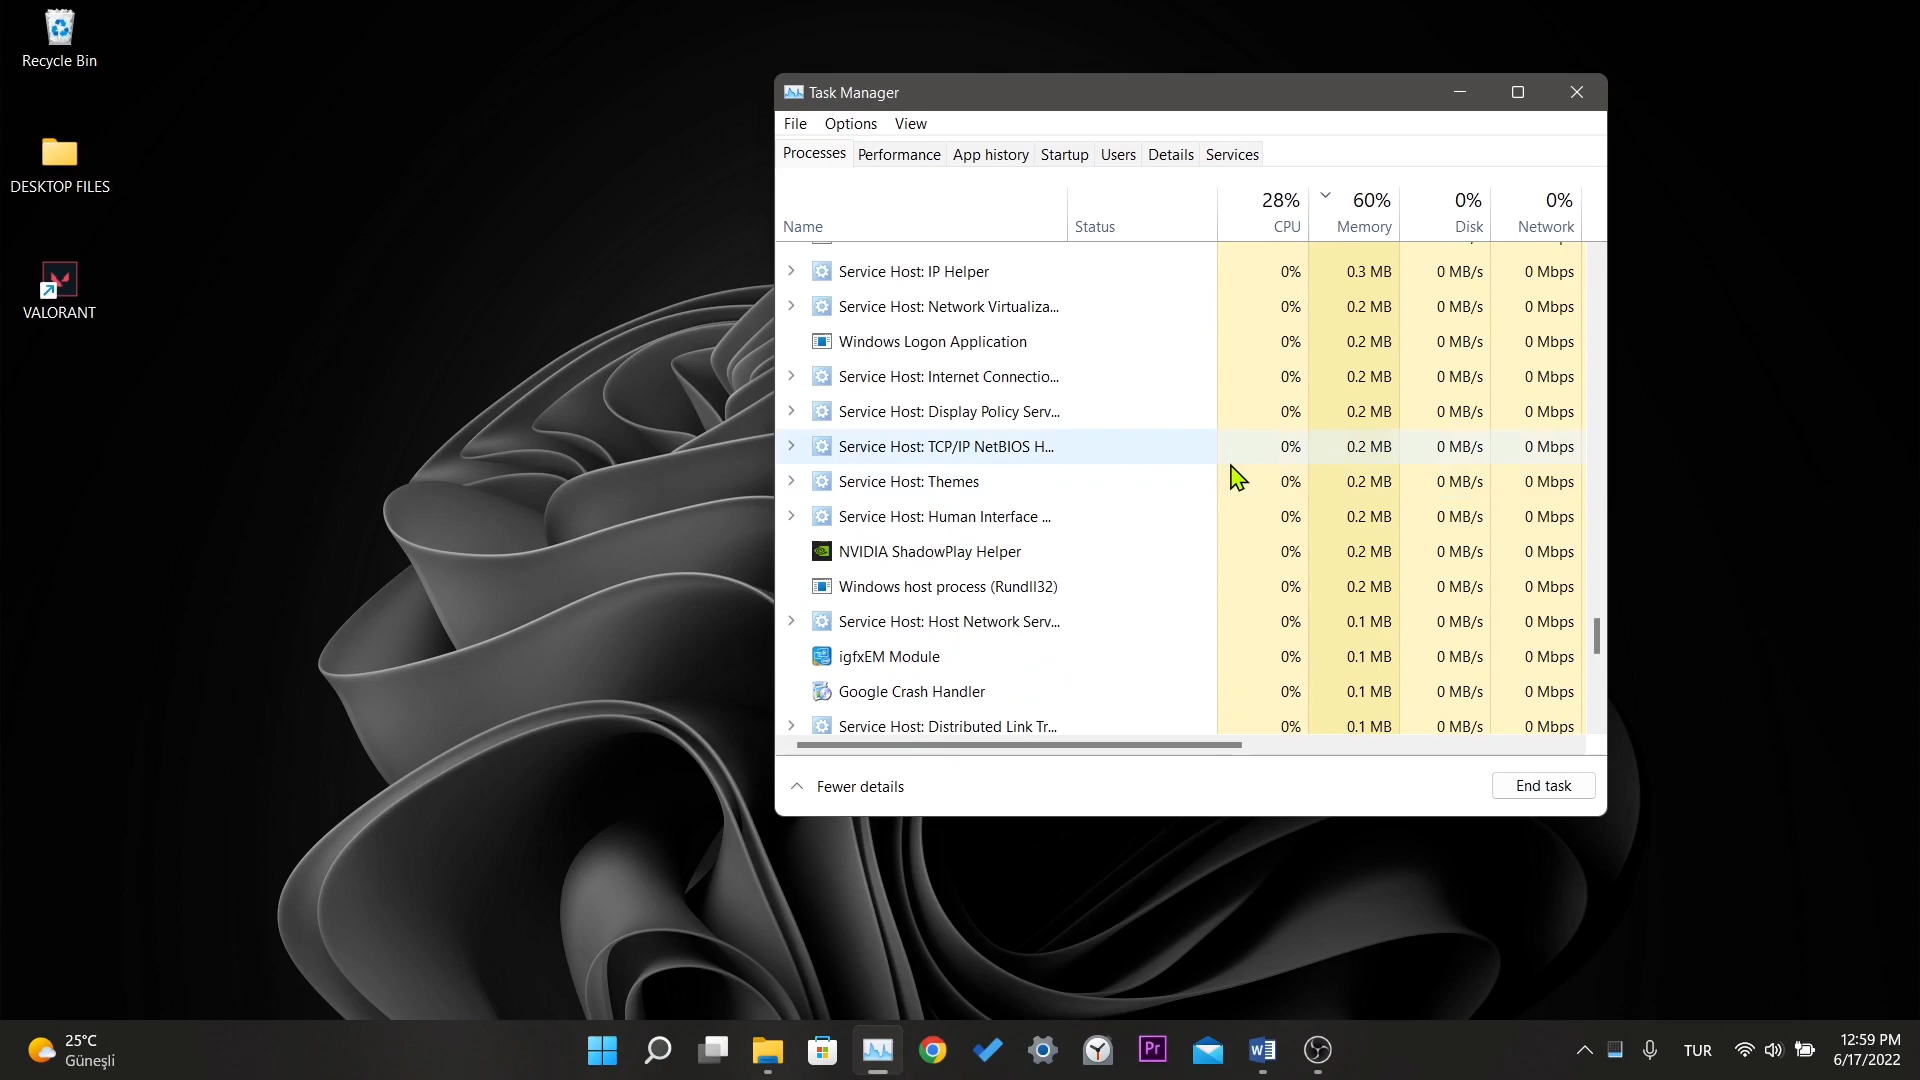 Recycle Bin
DESKTOP FILES
VALORANT
Task Manager
File Options View
Processes Performance App history Startup Users Details Services
28% 60% 0% 0%
Name Status CPU Memory Disk Network
Service Host: IP Helper 0% 0.3 MB 0 MB/s 0 Mbps
Service Host: Network Virtualiza... 0% 0.2 MB 0 MB/s 0 Mbps
Windows Logon Application 0% 0.2 MB 0 MB/s 0 Mbps
Service Host: Internet Connectio... 0% 0.2 MB 0 MB/s 0 Mbps
Service Host: Display Policy Serv... 0% 0.2 MB 0 MB/s 0 Mbps
Service Host: TCP/IP NetBIOS H... 0% 0.2 MB 0 MB/s 0 Mbps
Service Host: Themes 0% 0.2 MB 0 MB/s 0 Mbps
Service Host: Human Interface ... 0% 0.2 MB 0 MB/s 0 Mbps
NVIDIA ShadowPlay Helper 0% 0.2 MB 0 MB/s 0 Mbps
Windows host process (Rundll32) 0% 0.2 MB 0 MB/s 0 Mbps
Service Host: Host Network Serv... 0% 0.1 MB 0 MB/s 0 Mbps
igfxEM Module 0% 0.1 MB 0 MB/s 0 Mbps
Google Crash Handler 0% 0.1 MB 0 MB/s 0 Mbps
Service Host: Distributed Link Tr... 0% 0.1 MB 0 MB/s 0 Mbps
Fewer details End task
25°C
Güneşli
Pr
W
TUR
12:59 PM
6/17/2022